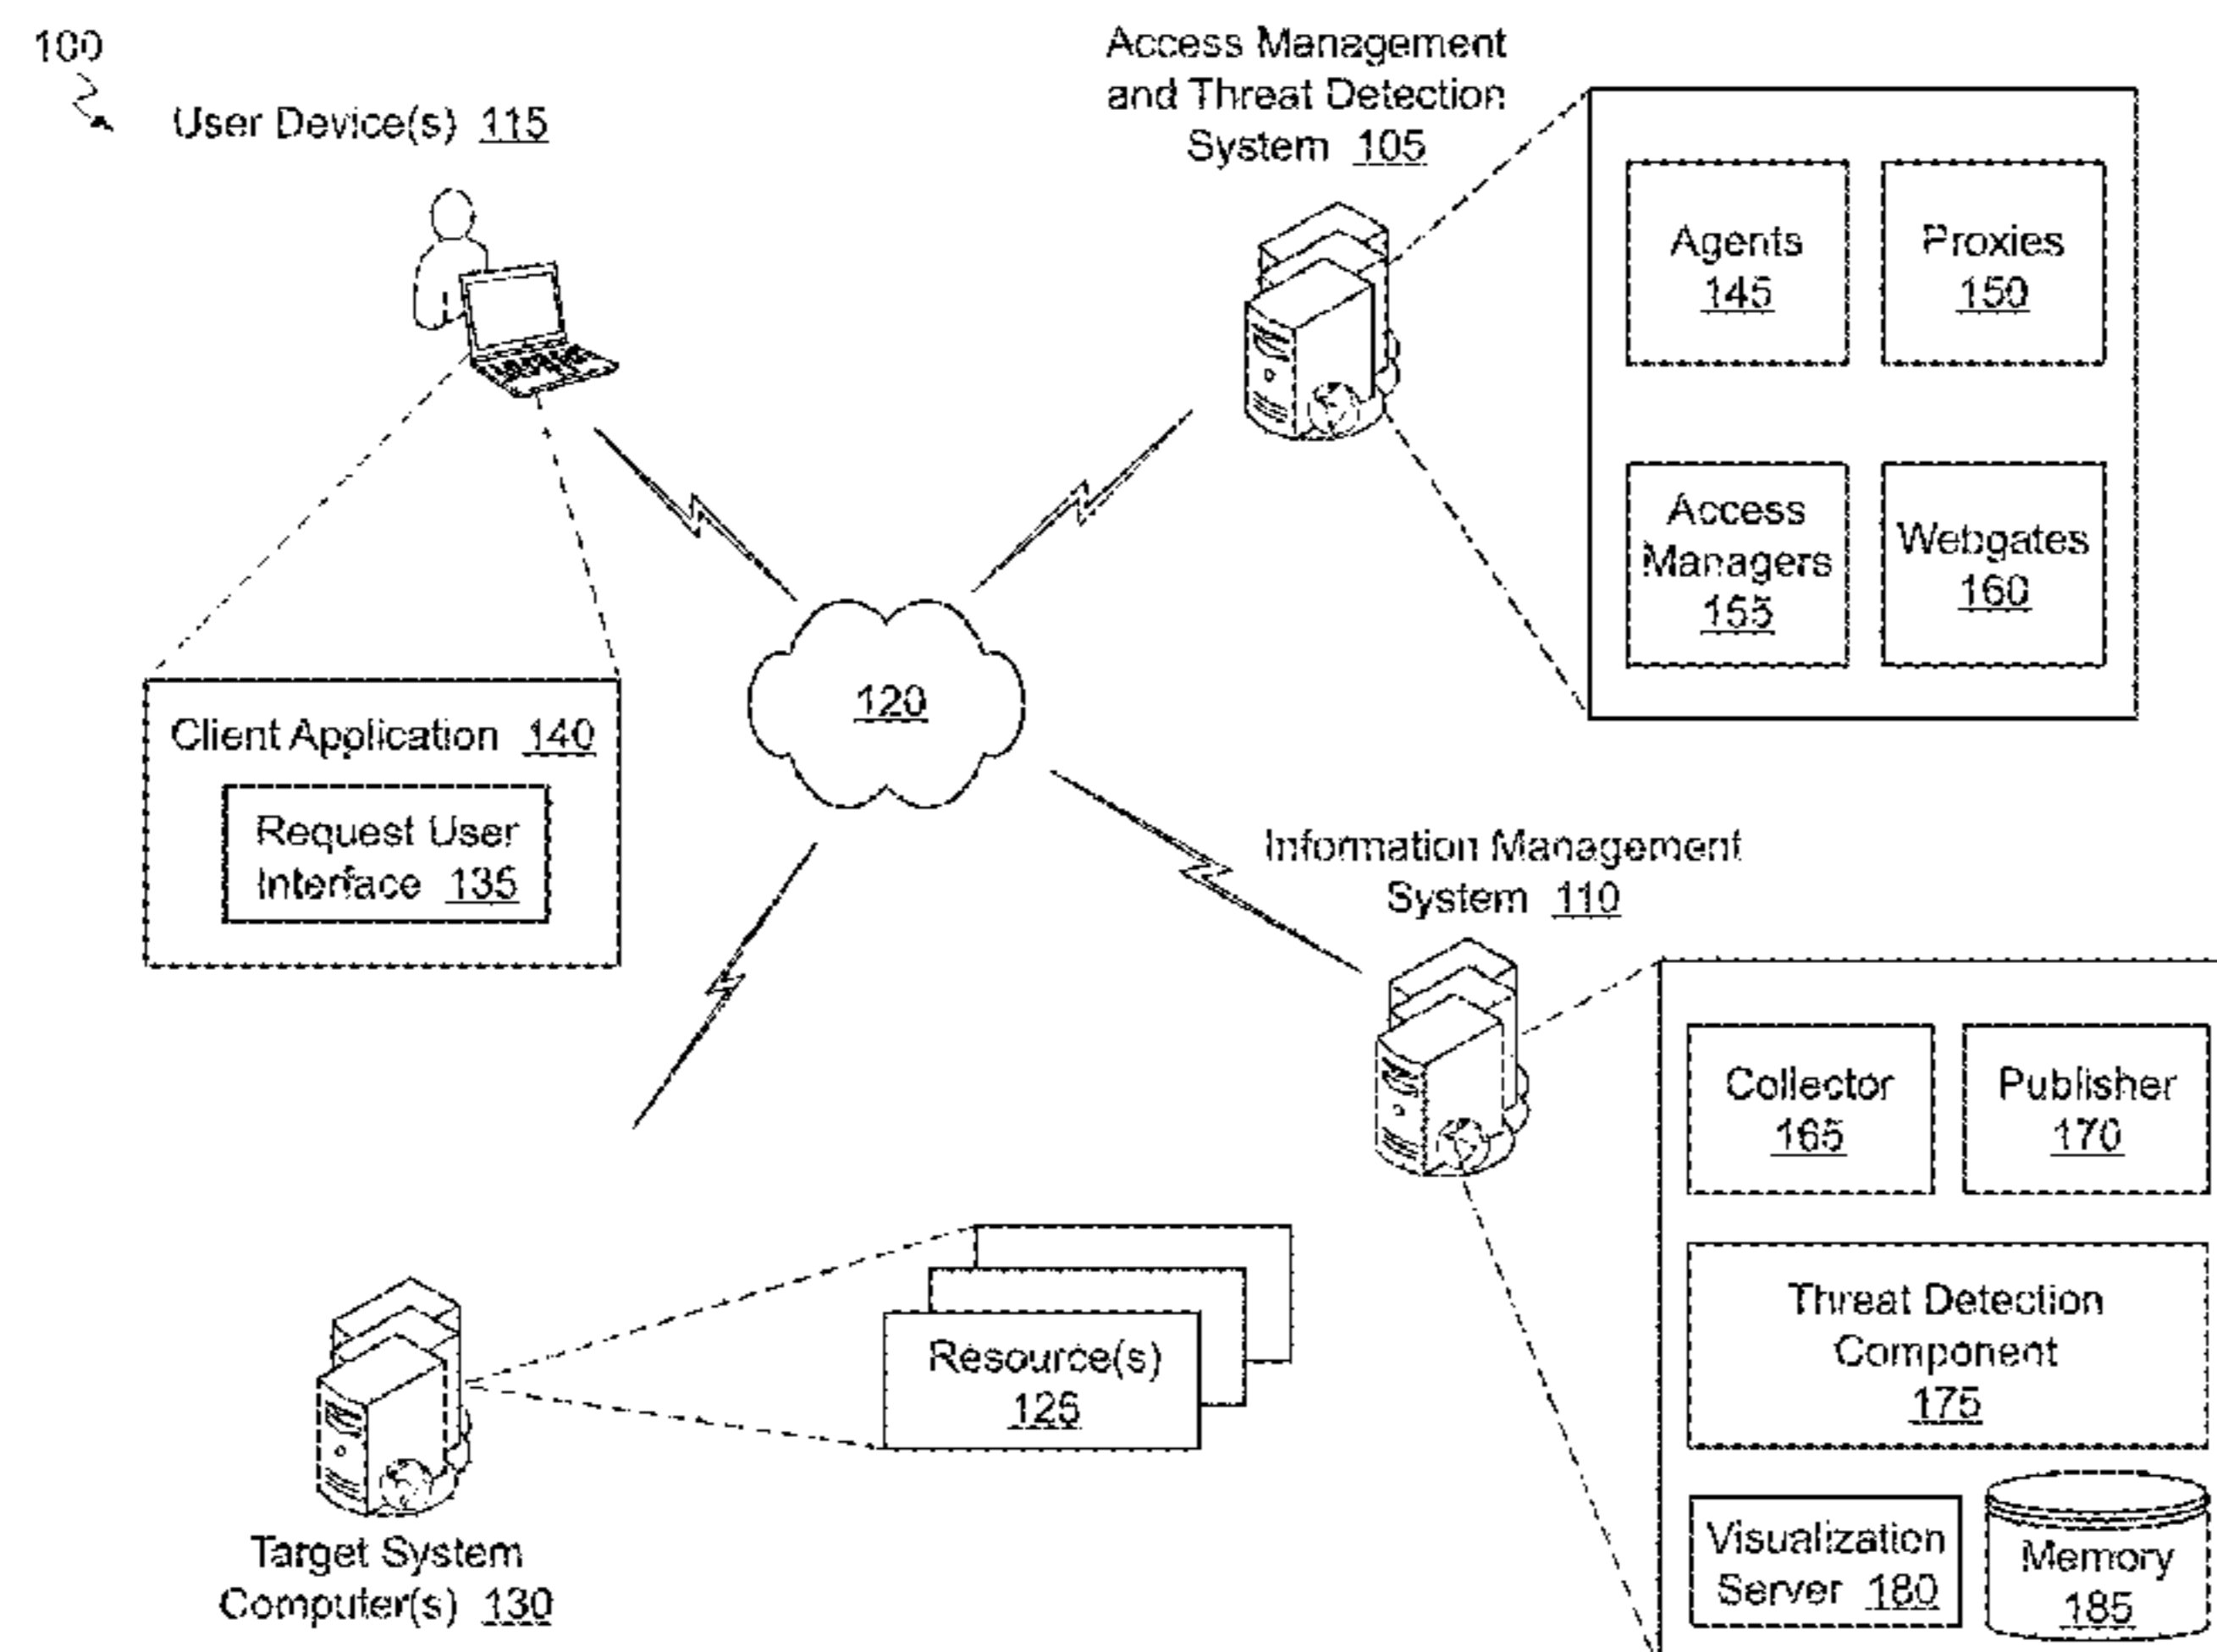 100
User Device(s) 115
Access Management
and Threat Detection
System 105
Agents
145
Proxies
150
Access
Managers
155
Webgates
160
Client Application 140
Request User
Interface 135
120
Information Management
System 110
Collector
165
Publisher
170
Threat Detection
Component
175
Visualization
Server 180
Memory
185
Resource(s)
125
Target System
Computer(s) 130